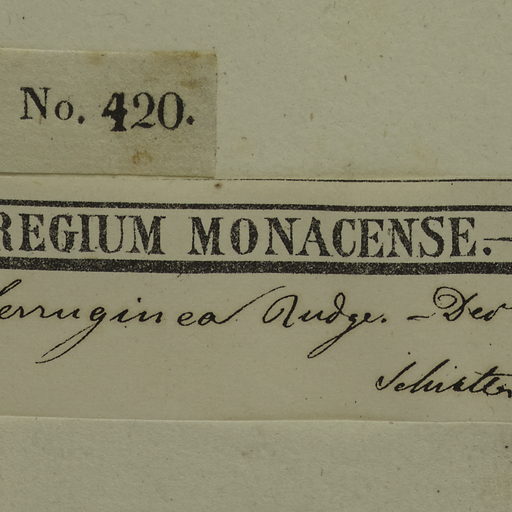 No. 420.
REGIUM MONACENSE.—
ferruginea Rudge. —